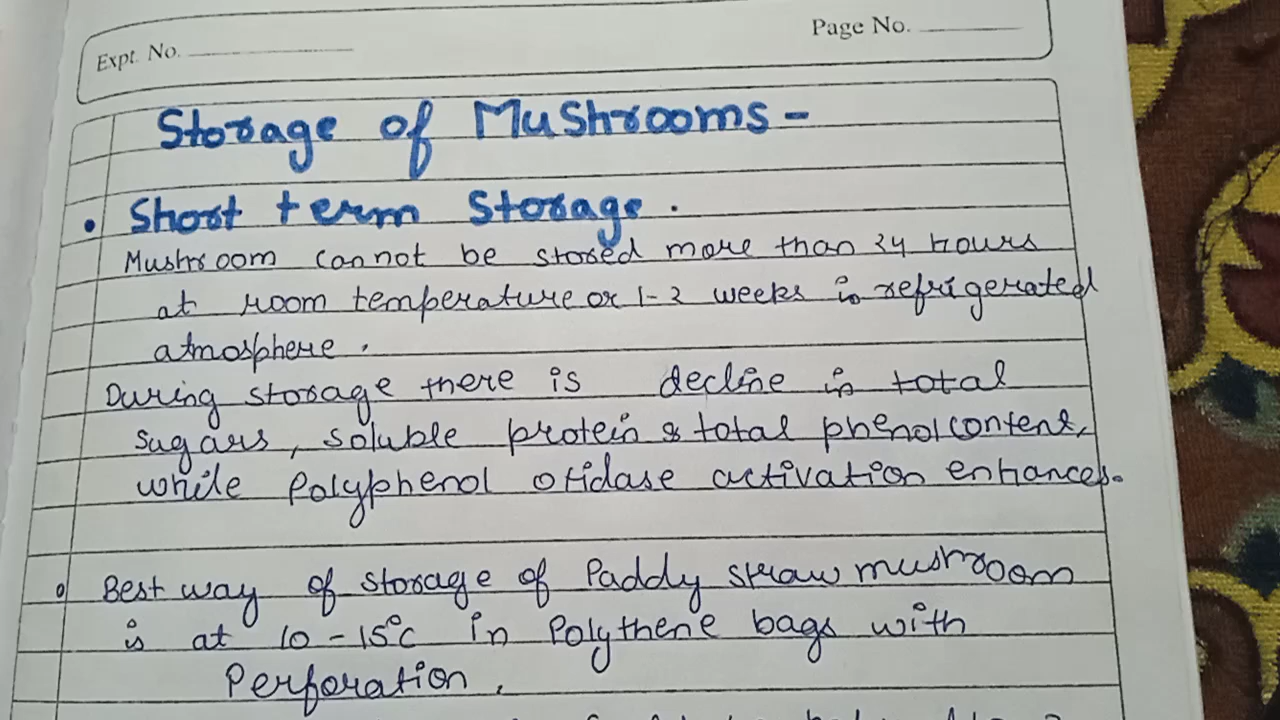 Expt. No.
Page No.
Storage of Mushrooms -
• Short term Storage.
Mushroom cannot be stored more than 24 hours
at room temperature or 1-2 weeks in refrigerated
atmosphere.
During storage there is decline in total
sugars, soluble protein & total phenol content,
while Polyphenol otidase activation enhances.
Best way of storage of Paddy straw mushroom
is at 10-15°C in Polythene bags with
Perforation.